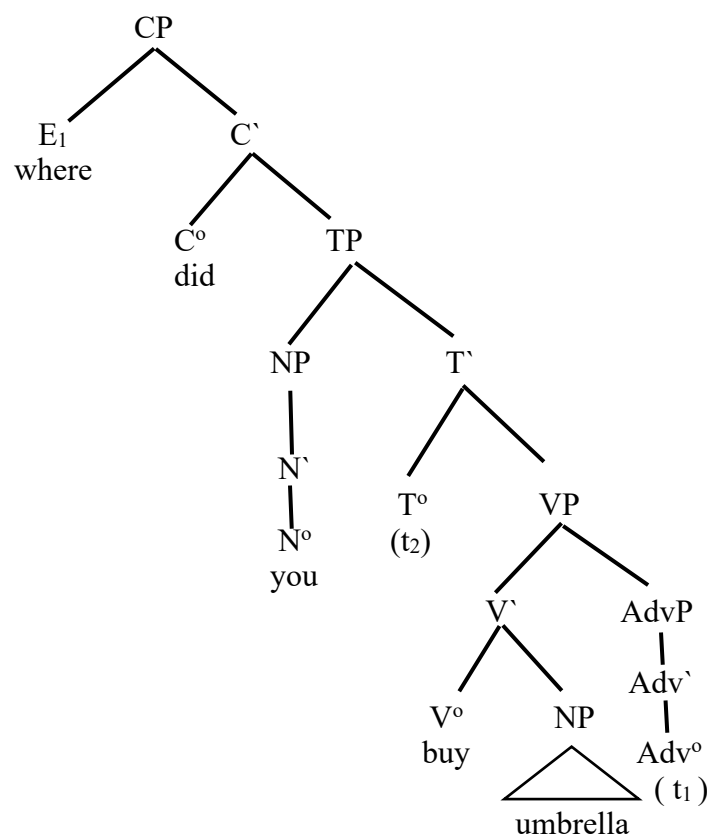 CP
E₁ C`
where
Cº TP
did
NP T`
N` Tº VP
Nº (t₂)
you
V` AdvP
Adv`
Vº NP
buy Advº
( t₁ )
umbrella